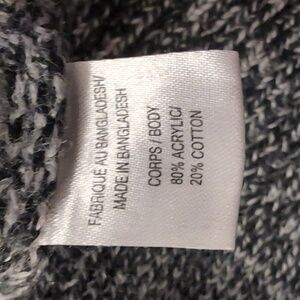 FABRIQUE AU BANGLADESH/
MADE IN BANGLADESH
CORPS / BODY
80% ACRYLIC/
20% COTTON